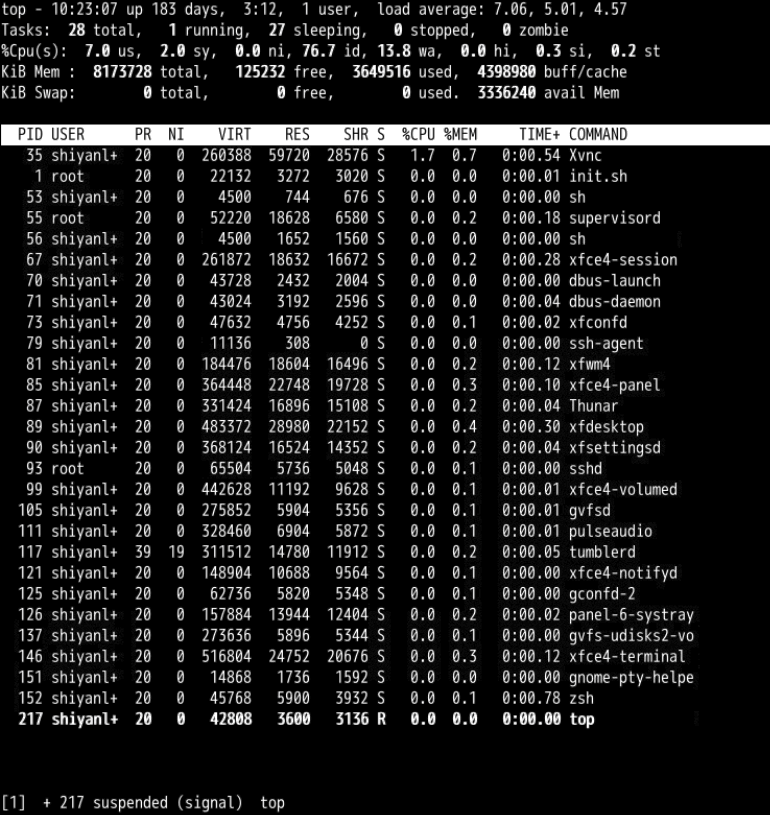 top - 10:23:07 up 183 days,  3:12,  1 user,  load average: 7.06, 5.01, 4.57
Tasks:  28 total,   1 running,  27 sleeping,   0 stopped,   0 zombie
%Cpu(s):  7.0 us,  2.0 sy,  0.0 ni, 76.7 id, 13.8 wa,  0.0 hi,  0.3 si,  0.2 st
KiB Mem :  8173728 total,   125232 free,  3649516 used,  4398980 buff/cache
KiB Swap:        0 total,        0 free,        0 used.  3336240 avail Mem
  PID USER      PR  NI    VIRT    RES    SHR S  %CPU %MEM     TIME+ COMMAND
   35 shiyanl+  20   0  260388  59720  28576 S   1.7  0.7   0:00.54 Xvnc
    1 root      20   0   22132   3272   3020 S   0.0  0.0   0:00.01 init.sh
   53 shiyanl+  20   0    4500    744    676 S   0.0  0.0   0:00.00 sh
   55 root      20   0   52220  18628   6580 S   0.0  0.2   0:00.18 supervisord
   56 shiyanl+  20   0    4500   1652   1560 S   0.0  0.0   0:00.00 sh
   67 shiyanl+  20   0  261872  18632  16672 S   0.0  0.2   0:00.28 xfce4-session
   70 shiyanl+  20   0   43728   2432   2004 S   0.0  0.0   0:00.00 dbus-launch
   71 shiyanl+  20   0   43024   3192   2596 S   0.0  0.0   0:00.04 dbus-daemon
   73 shiyanl+  20   0   47632   4756   4252 S   0.0  0.1   0:00.02 xfconfd
   79 shiyanl+  20   0   11136    308      0 S   0.0  0.0   0:00.00 ssh-agent
   81 shiyanl+  20   0  184476  18604  16496 S   0.0  0.2   0:00.12 xfwm4
   85 shiyanl+  20   0  364448  22748  19728 S   0.0  0.3   0:00.10 xfce4-panel
   87 shiyanl+  20   0  331424  16896  15108 S   0.0  0.2   0:00.04 Thunar
   89 shiyanl+  20   0  483372  28980  22152 S   0.0  0.4   0:00.30 xfdesktop
   90 shiyanl+  20   0  368124  16524  14352 S   0.0  0.2   0:00.04 xfsettingsd
   93 root      20   0   65504   5736   5048 S   0.0  0.1   0:00.00 sshd
   99 shiyanl+  20   0  442628  11192   9628 S   0.0  0.1   0:00.01 xfce4-volumed
  105 shiyanl+  20   0  275852   5904   5356 S   0.0  0.1   0:00.01 gvfsd
  111 shiyanl+  20   0  328460   6904   5872 S   0.0  0.1   0:00.01 pulseaudio
  117 shiyanl+  39  19  311512  14780  11912 S   0.0  0.2   0:00.05 tumblerd
  121 shiyanl+  20   0  148904  10688   9564 S   0.0  0.1   0:00.00 xfce4-notifyd
  125 shiyanl+  20   0   62736   5820   5348 S   0.0  0.1   0:00.00 gconfd-2
  126 shiyanl+  20   0  157884  13944  12404 S   0.0  0.2   0:00.02 panel-6-systray
  137 shiyanl+  20   0  273636   5896   5344 S   0.0  0.1   0:00.00 gvfs-udisks2-vo
  146 shiyanl+  20   0  516804  24752  20676 S   0.0  0.3   0:00.12 xfce4-terminal
  151 shiyanl+  20   0   14868   1736   1592 S   0.0  0.0   0:00.00 gnome-pty-helpe
  152 shiyanl+  20   0   45768   5900   3932 S   0.0  0.1   0:00.78 zsh
  217 shiyanl+  20   0   42808   3600   3136 R   0.0  0.0   0:00.00 top
[1]  + 217 suspended (signal)  top